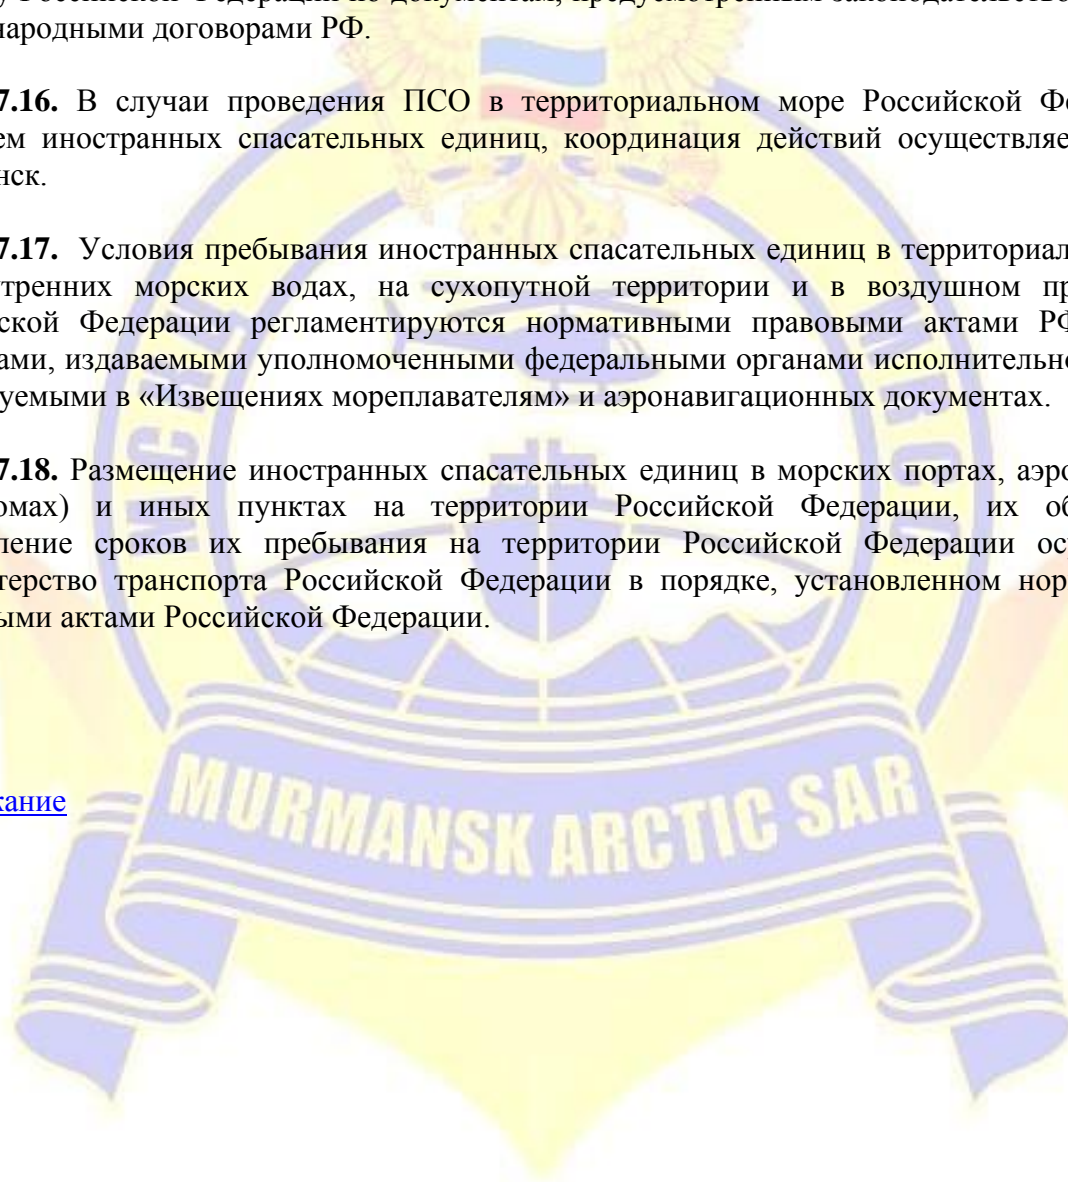 у Российской Федерации по документам, предусмотренным законодательство
народными договорами РФ.
7.16. В случаи проведения ПСО в территориальном море Российской Фе
ем иностранных спасательных единиц, координация действий осуществляе
нск.
7.17. Условия пребывания иностранных спасательных единиц в территориал
утренних морских водах, на сухопутной территории и в воздушном пр
ской Федерации регламентируются нормативными правовыми актами РФ
ами, издаваемыми уполномоченными федеральными органами исполнительно
уемыми в «Извещениях мореплавателям» и аэронавигационных документах.
7.18. Размещение иностранных спасательных единиц в морских портах, аэро
омах) и иных пунктах на территории Российской Федерации, их об
ление сроков их пребывания на территории Российской Федерации ос
терство транспорта Российской Федерации в порядке, установленном нор
ыми актами Российской Федерации.
кание
MURMANSK ARCTIC SAR